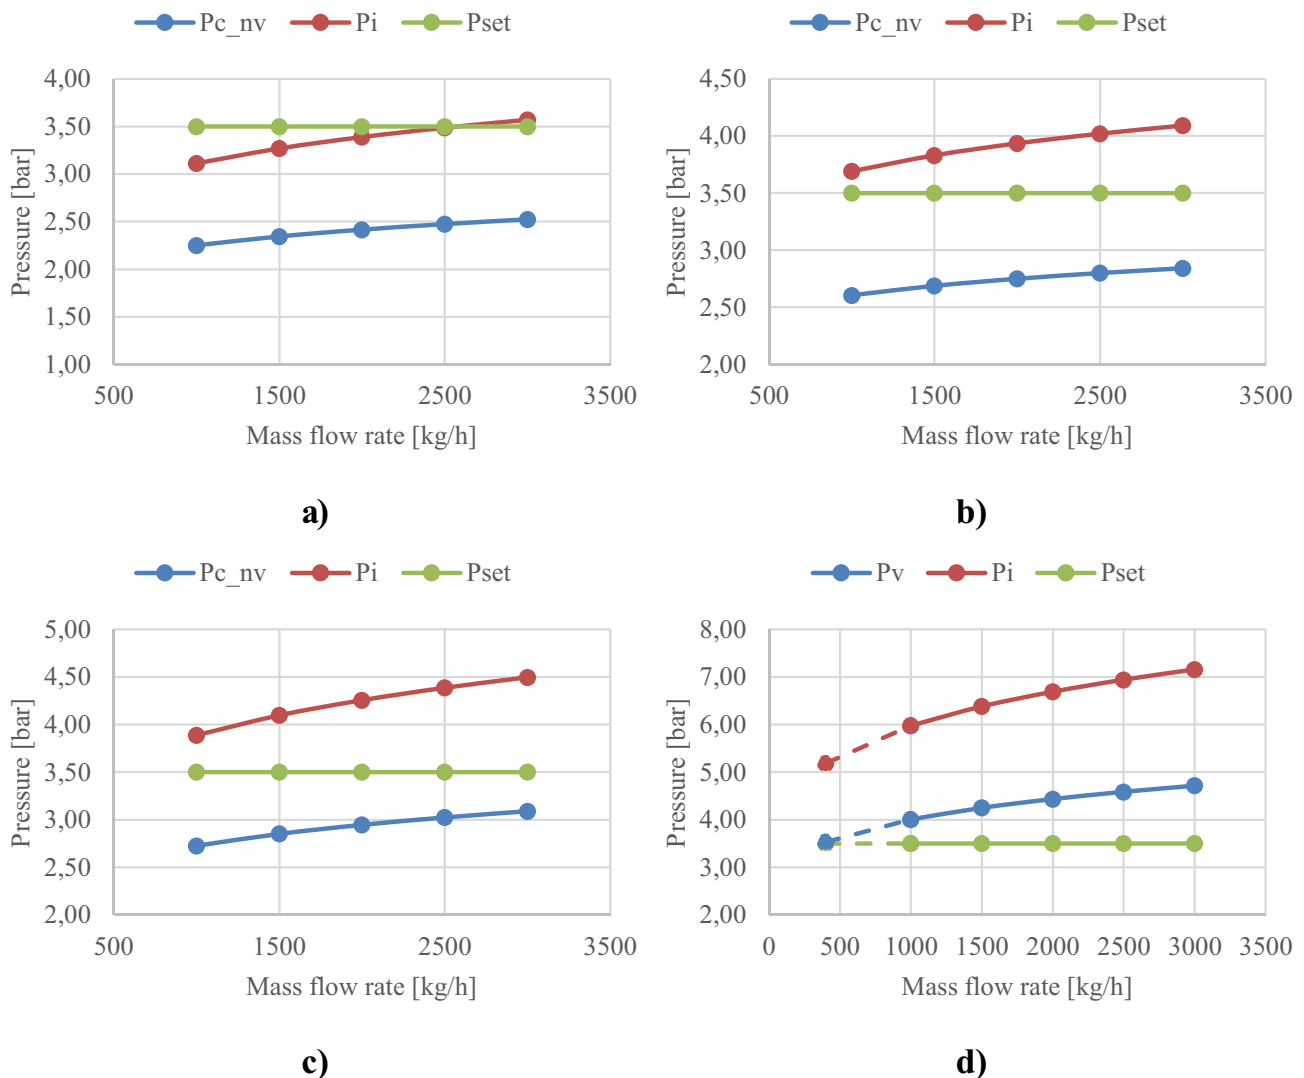 Pc_nv Pi Pset
Pressure [bar]
4,00
3,50
3,00
2,50
2,00
1,50
1,00
500 1500 2500 3500
Mass flow rate [kg/h]
a)
Pc_nv Pi Pset
Pressure [bar]
4,50
4,00
3,50
3,00
2,50
2,00
500 1500 2500 3500
Mass flow rate [kg/h]
b)
Pc_nv Pi Pset
Pressure [bar]
5,00
4,50
4,00
3,50
3,00
2,50
2,00
500 1500 2500 3500
Mass flow rate [kg/h]
c)
Pv Pi Pset
Pressure [bar]
8,00
7,00
6,00
5,00
4,00
3,00
2,00
0 500 1000 1500 2000 2500 3000 3500
Mass flow rate [kg/h]
d)